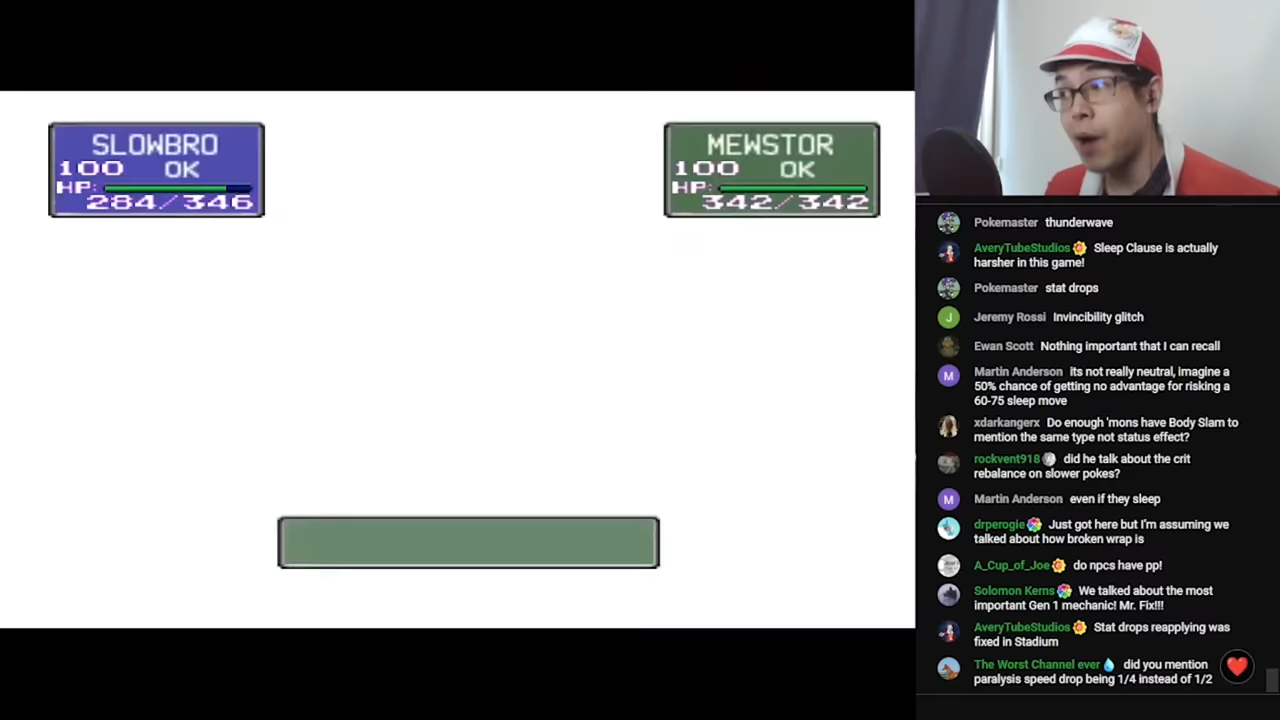 SLOWBRO
100 OK
HP:
284/346
MEWSTOR
100 OK
HP:
342/342
Pokemaster thunderwave
AveryTubeStudios Sleep Clause is actually
harsher in this game!
Pokemaster stat drops
J Jeremy Rossi Invincibility glitch
Ewan Scott Nothing important that I can recall
Martin Anderson its not really neutral, imagine a
M 50% chance of getting no advantage for risking a
60-75 sleep move
xdarkangerx Do enough 'mons have Body Slam to
mention the same type not status effect?
rockvent918 did he talk about the crit
rebalance on slower pokes?
M Martin Anderson even if they sleep
drperogie Just got here but I'm assuming we
talked about how broken wrap is
A_Cup_of_Joe do npcs have pp!
Solomon Kerns We talked about the most
important Gen 1 mechanic! Mr. Fix!!!
AveryTubeStudios Stat drops reapplying was
fixed in Stadium
The Worst Channel ever did you mention
paralysis speed drop being 1/4 instead of 1/2